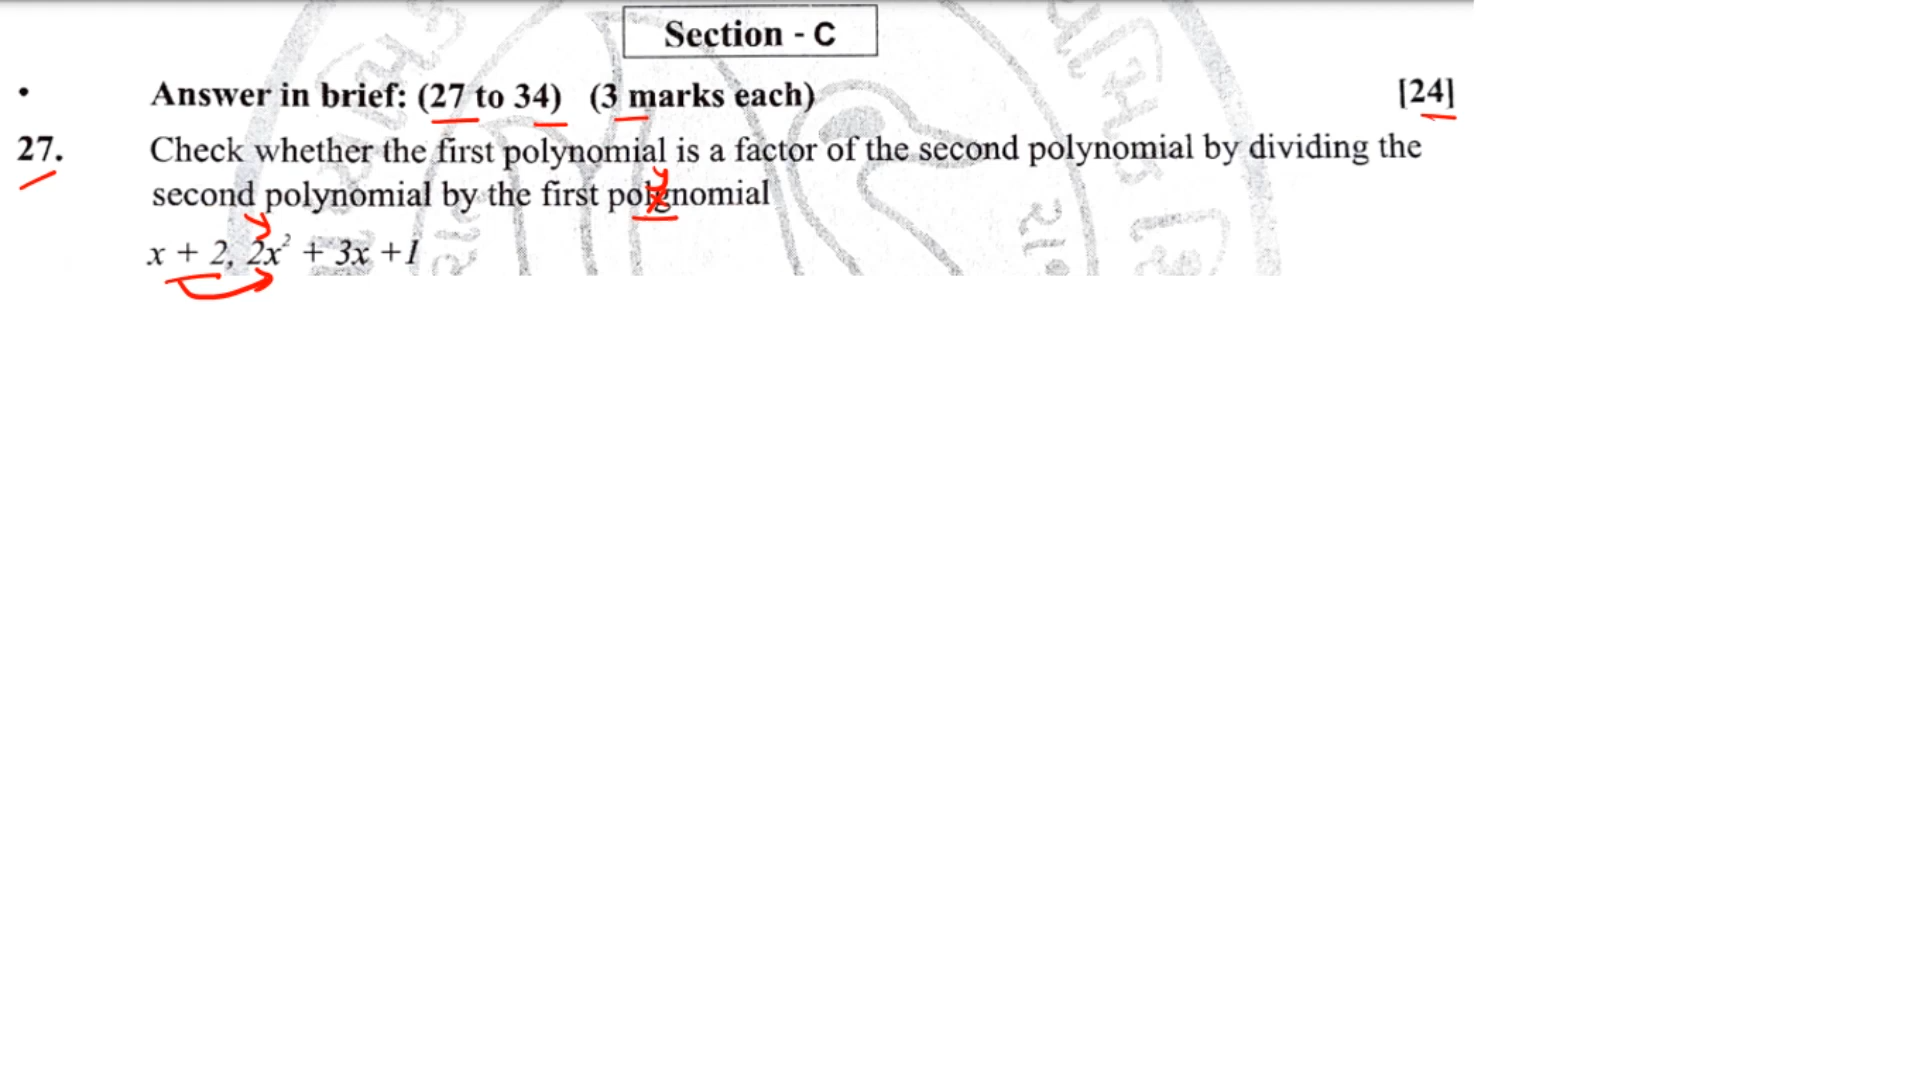 Section - C
• Answer in brief: (27 to 34) (3 marks each) [24]
27. Check whether the first polynomial is a factor of the second polynomial by dividing the
second polynomial by the first polgnomial
y
x + 2, 2x² + 3x +1